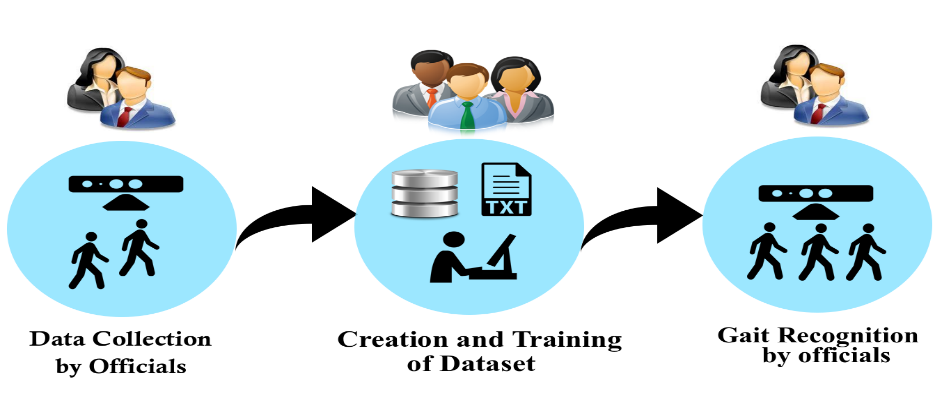 TXT
Data Collection
by Officials
Creation and Training
of Dataset
Gait Recognition
by officials